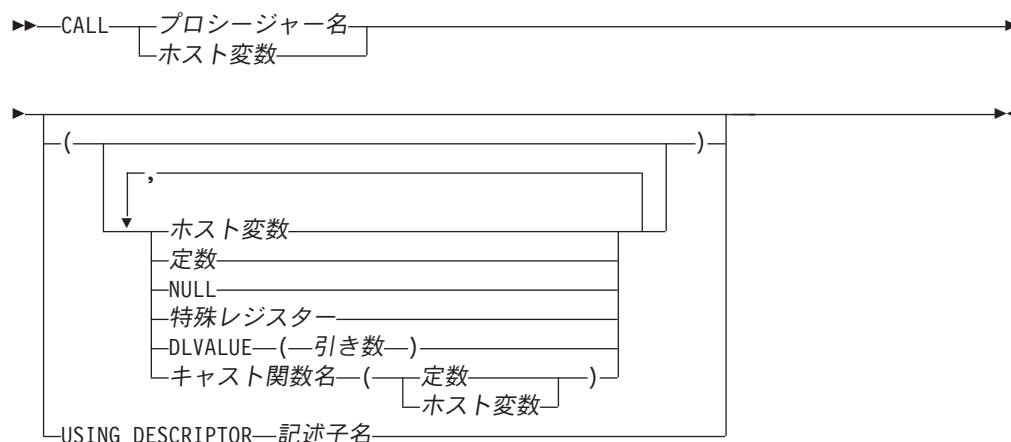 CALL プロシージャー名
ホスト変数
( )
,
ホスト変数
定数
NULL
特殊レジスター
DLVALUE ( 引き数 )
キャスト関数名 ( 定数 )
ホスト変数
USING DESCRIPTOR 記述子名